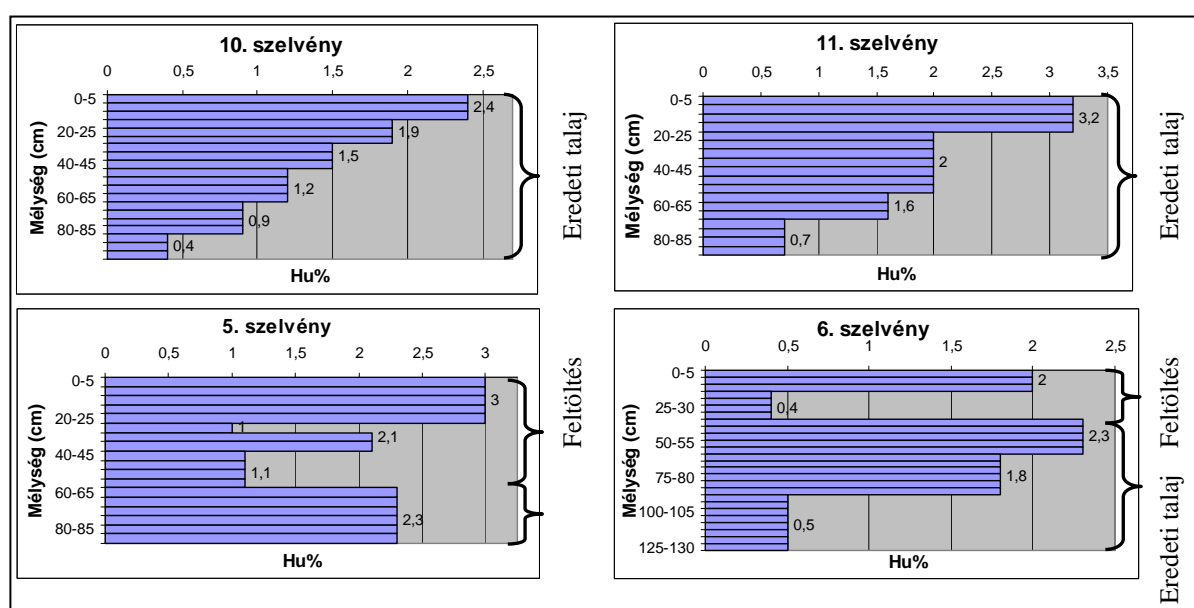 10. szelvény
0 0,5 1 1,5 2 2,5
0-5
20-25
40-45
60-65
80-85
Mélység (cm)
2,4
1,9
1,5
1,2
0,9
0,4
Hu%
Eredeti talaj
11. szelvény
0 0,5 1 1,5 2 2,5 3 3,5
0-5
20-25
40-45
60-65
80-85
Mélység (cm)
3,2
2
1,6
0,7
Hu%
Eredeti talaj
5. szelvény
0 0,5 1 1,5 2 2,5 3
0-5
20-25
40-45
60-65
80-85
Mélység (cm)
3
1
2,1
1,1
2,3
Hu%
Feltöltés
6. szelvény
0 0,5 1 1,5 2 2,5
0-5
25-30
50-55
75-80
100-105
125-130
Mélység (cm)
2
0,4
2,3
1,8
0,5
Hu%
Feltöltés
Eredeti talaj